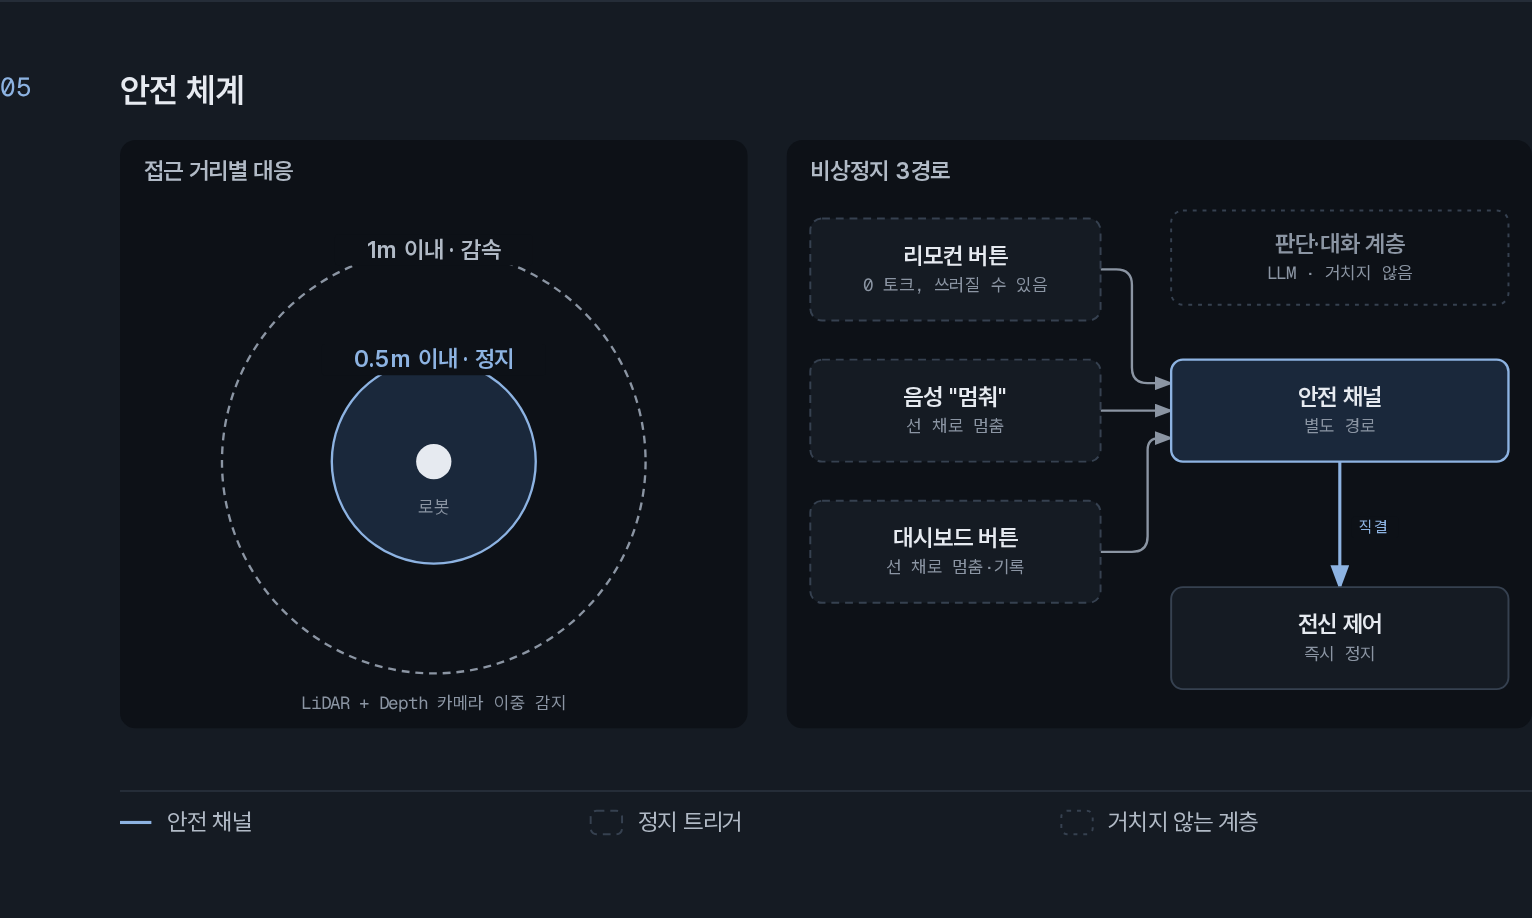 05
안전 체계
접근 거리별 대응
1m 이내 · 감속
0.5m 이내 · 정지
로봇
LiDAR + Depth 카메라 이중 감지
비상정지 3경로
리모컨 버튼
0 토크, 쓰러질 수 있음
음성 "멈춰"
선 채로 멈춤
대시보드 버튼
선 채로 멈춤·기록
판단·대화 계층
LLM · 거치지 않음
안전 채널
별도 경로
직결
전신 제어
즉시 정지
안전 채널
정지 트리거
거치지 않는 계층